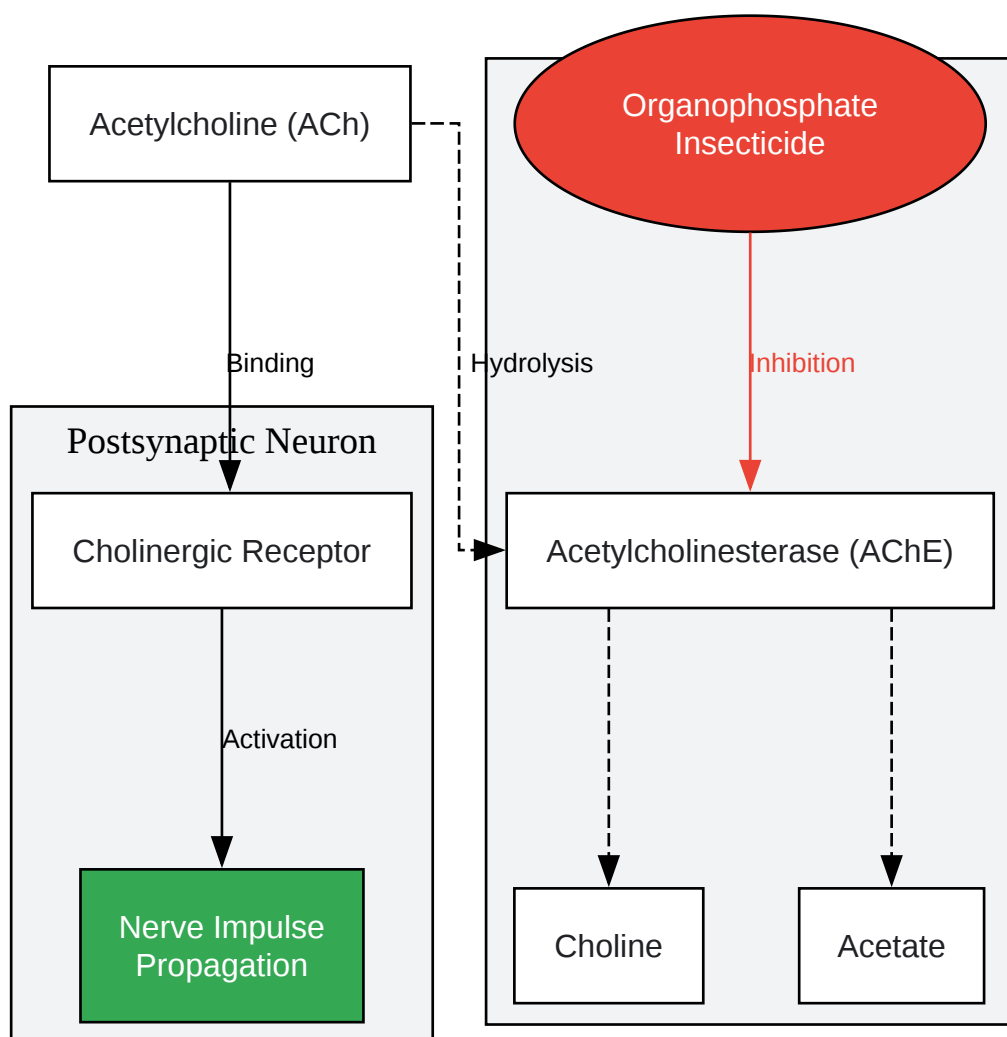 Acetylcholine (ACh)
Organophosphate
Insecticide
Binding
Hydrolysis
Inhibition
Postsynaptic Neuron
Cholinergic Receptor
Acetylcholinesterase (AChE)
Activation
Nerve Impulse
Propagation
Choline
Acetate